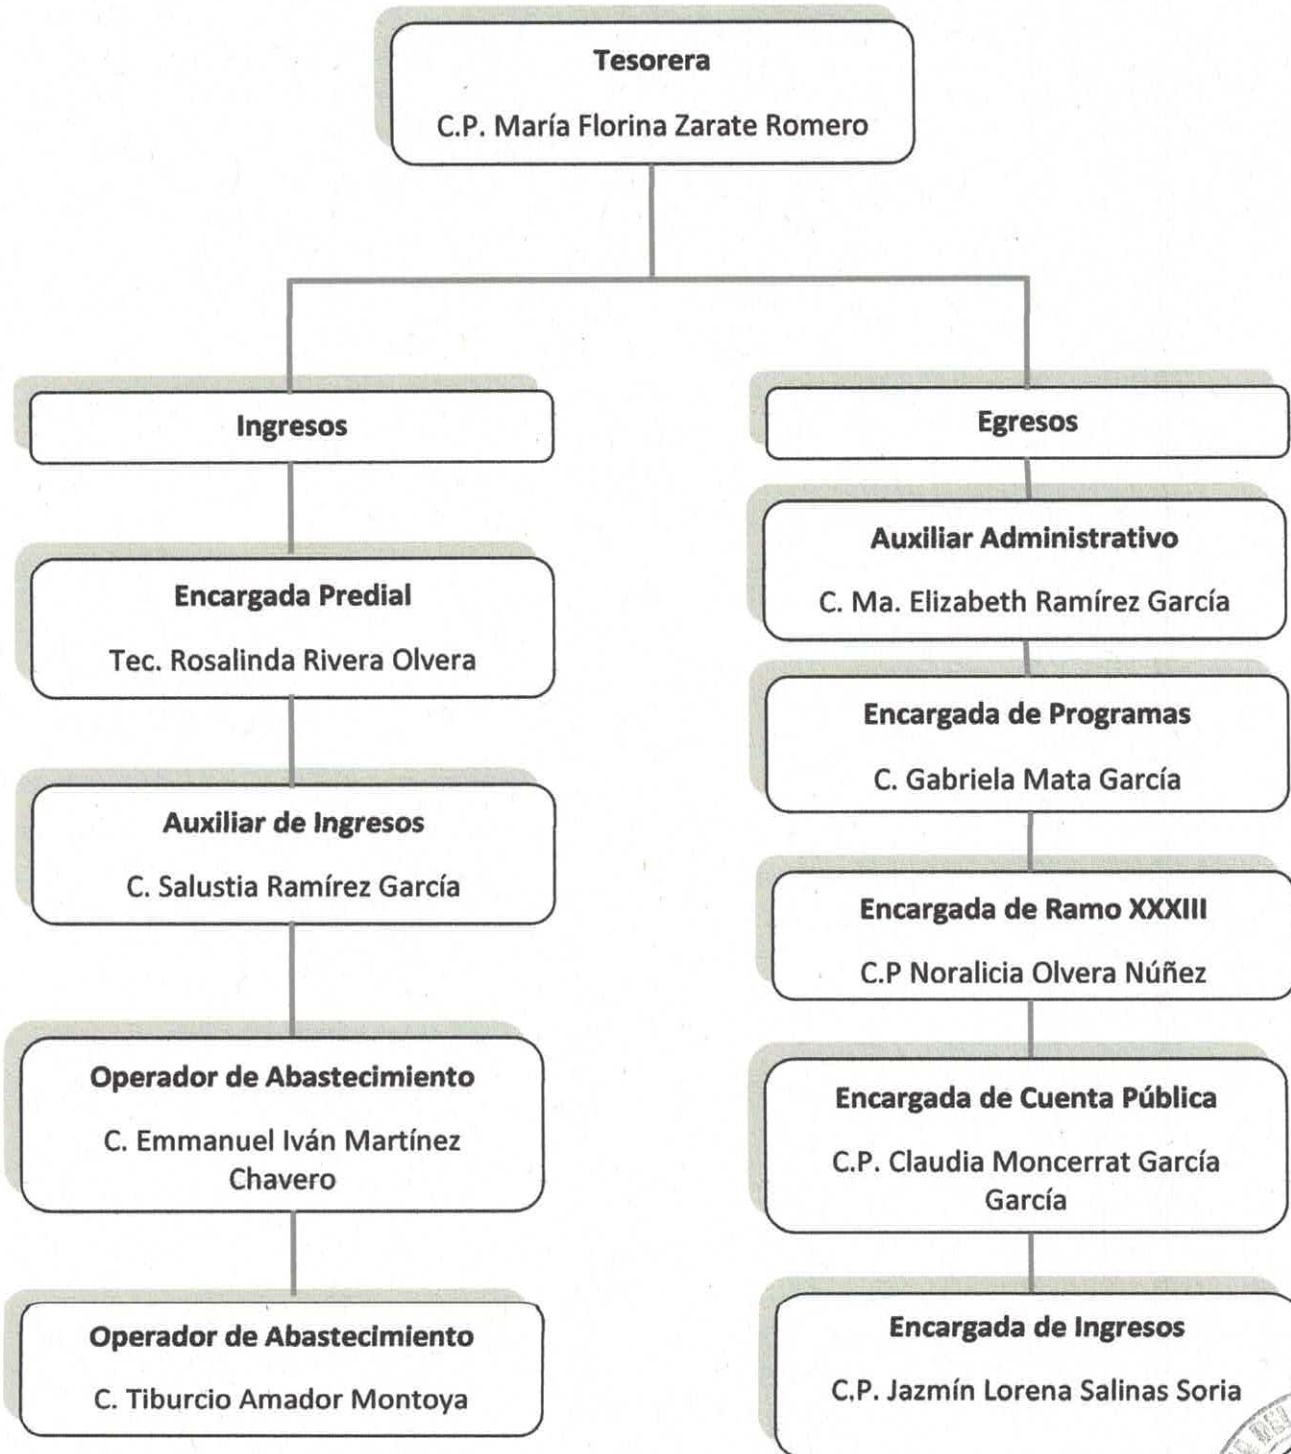 Tesorera
C.P. María Florina Zarate Romero
Ingresos
Encargada Predial
Tec. Rosalinda Rivera Olvera
Auxiliar de Ingresos
C. Salustia Ramírez García
Operador de Abastecimiento
C. Emmanuel Iván Martínez
Chavero
Operador de Abastecimiento
C. Tiburcio Amador Montoya
Egresos
Auxiliar Administrativo
C. Ma. Elizabeth Ramírez García
Encargada de Programas
C. Gabriela Mata García
Encargada de Ramo XXXIII
C.P Noralicia Olvera Núñez
Encargada de Cuenta Pública
C.P. Claudia Moncerrat García
García
Encargada de Ingresos
C.P. Jazmín Lorena Salinas Soria